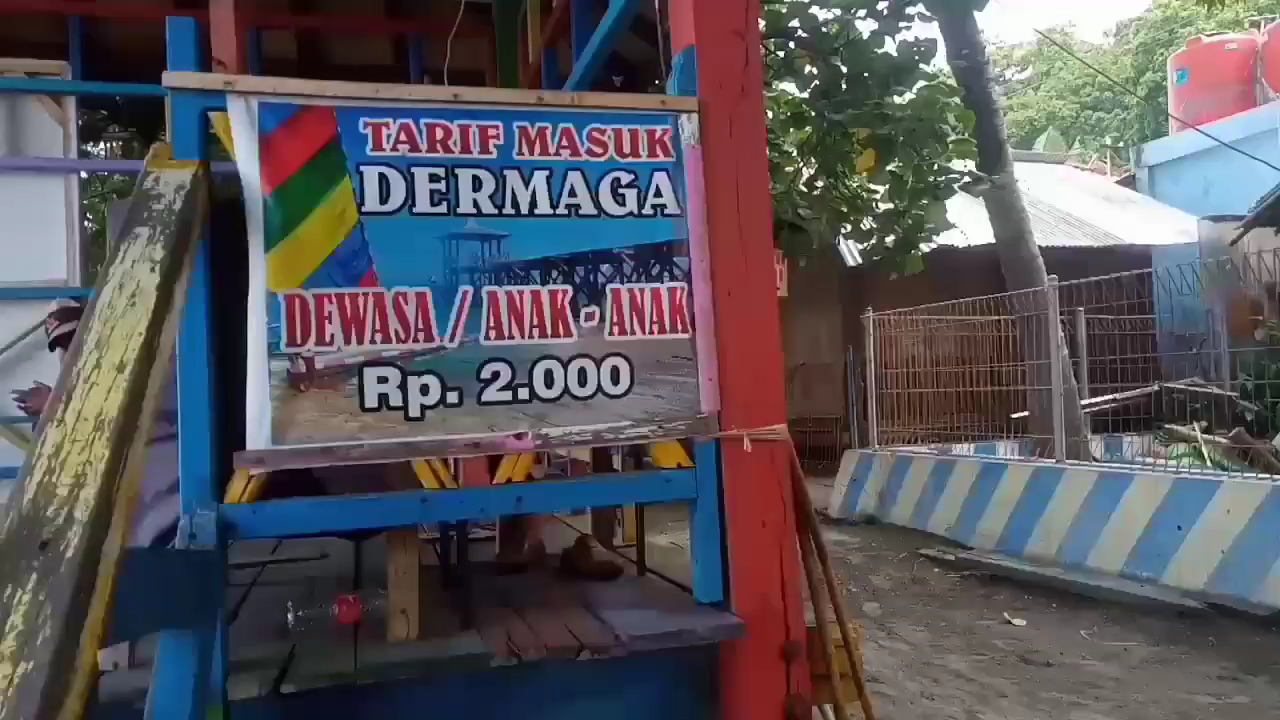 TARIF MASUK
DERMAGA
DEWASA / ANAK - ANAK
Rp. 2.000